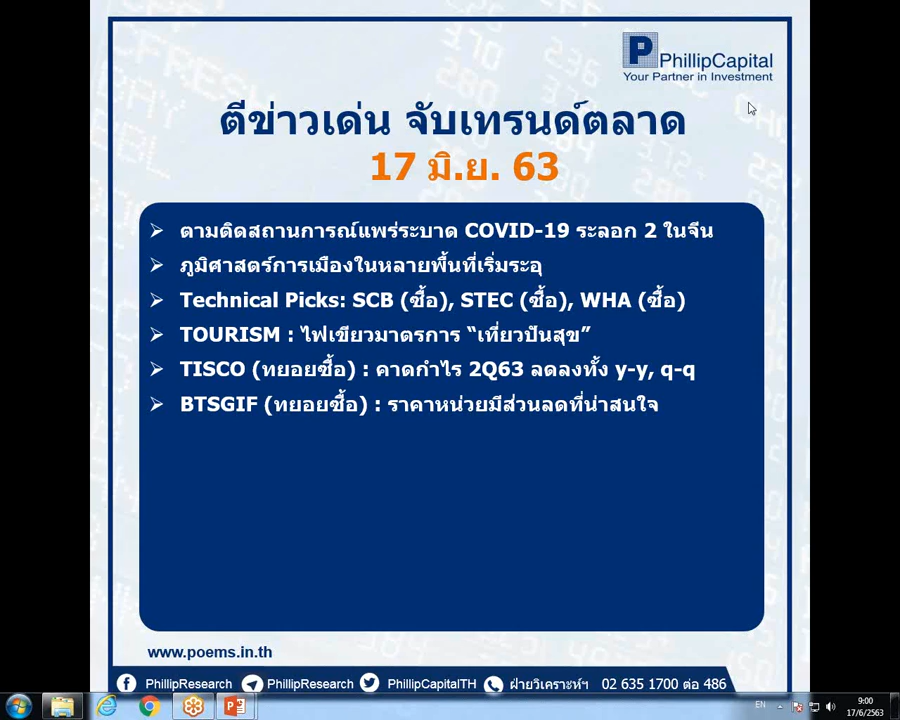 PhillipCapital
Your Partner in Investment
ตีข่าวเด่น จับเทรนด์ตลาด
17 มิ.ย. 63
ตามติดสถานการณ์แพร่ระบาด COVID-19 ระลอก 2 ในจีน
ภูมิศาสตร์การเมืองในหลายพื้นที่เริ่มระอุ
Technical Picks: SCB (ซื้อ), STEC (ซื้อ), WHA (ซื้อ)
TOURISM : ไฟเขียวมาตรการ “เที่ยวปันสุข”
TISCO (ทยอยซื้อ) : คาดกำไร 2Q63 ลดลงทั้ง y-y, q-q
BTSGIF (ทยอยซื้อ) : ราคาหน่วยมีส่วนลดที่น่าสนใจ
www.poems.in.th
PhillipResearch PhillipResearch PhillipCapitalTH ฝ่ายวิเคราะห์ฯ 02 635 1700 ต่อ 486
EN 9:00
17/6/2563